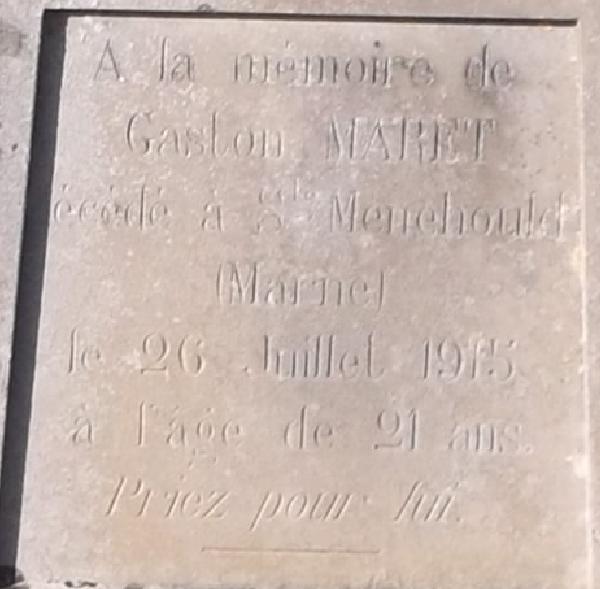 A la mémoire de
Gaston MARET
écédé à Ste Menehould
(Marne)
le 26 Juillet 1915
à l'âge de 21 ans.
Priez pour lui.